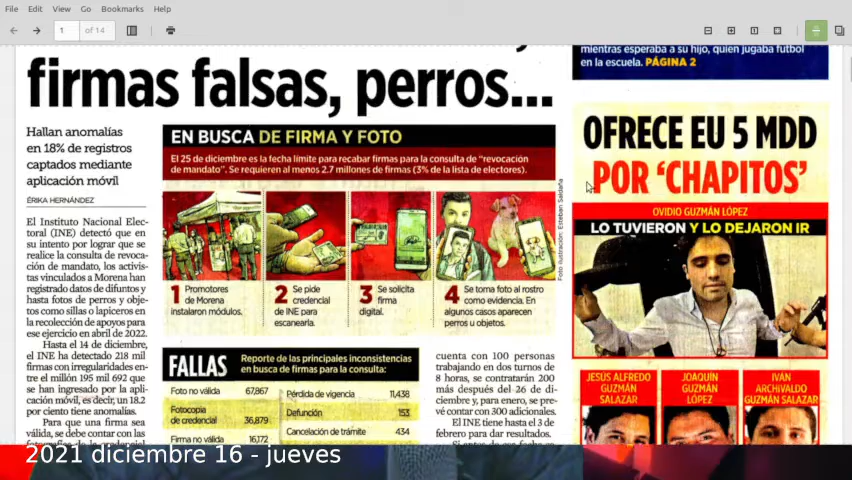 File Edit View Go Bookmarks Help
1 of 14
mientras esperaba a su hijo, quien jugaba futbol
en la escuela. PÁGINA 2
firmas falsas, perros...
Hallan anomalías
en 18% de registros
captados mediante
aplicación móvil
ÉRIKA HERNÁNDEZ
El Instituto Nacional Elec-
toral (INE) detectó que en
su intento por lograr que se
realice la consulta de revoca-
ción de mandato, los activis-
tas vinculados a Morena han
registrado datos de difuntos y
hasta fotos de perros y obje-
tos como sillas o lapiceros en
la recolección de apoyos para
ese ejercicio en abril de 2022.
Hasta el 14 de diciembre,
el INE ha detectado 218 mil
firmas con irregularidades en-
tre el millón 195 mil 692 que
se han ingresado por la apli-
cación móvil, es decir, un 18.2
por ciento tiene anomalías.
Para que una firma sea
válida, se debe contar con las
EN BUSCA DE FIRMA Y FOTO
El 25 de diciembre es la fecha límite para recabar firmas para la consulta de "revocación
de mandato". Se requieren al menos 2.7 millones de firmas (3% de la lista de electores).
Foto ilustración: Esteban Saldaña
1 Promotores
de Morena
instalaron módulos.
2 Se pide
credencial
de INE para
escanearla.
3 Se solicita
firma
digital.
4 Se toma foto al rostro
como evidencia. En
algunos casos aparecen
perros u objetos.
FALLAS
Reporte de las principales inconsistencias
en busca de firmas para la consulta:
Foto no válida 67,867
Fotocopia
de credencial 36,879
Firma no válida 16,172
Pérdida de vigencia 11,438
Defunción 153
Cancelación de trámite 434
cuenta con 100 personas
trabajando en dos turnos de
8 horas, se contratarán 200
más después del 26 de di-
ciembre y, para enero, se pre-
vé contar con 300 adicionales.
El INE tiene hasta el 3 de
febrero para dar resultados.
OFRECE EU 5 MDD
POR 'CHAPITOS'
OVIDIO GUZMÁN LÓPEZ
LO TUVIERON Y LO DEJARON IR
JESÚS ALFREDO
GUZMÁN
SALAZAR
JOAQUÍN
GUZMÁN
LÓPEZ
IVÁN
ARCHIVALDO
GUZMÁN SALAZAR
2021 diciembre 16 - jueves